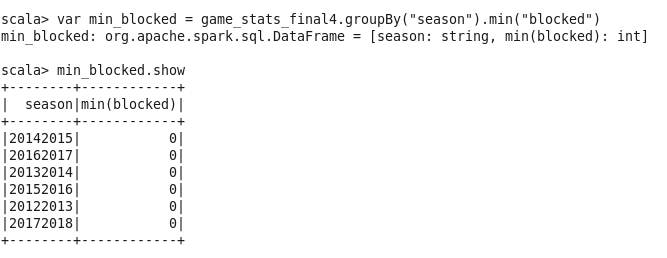 scala> var min_blocked = game_stats_final4.groupBy("season").min("blocked")
min_blocked: org.apache.spark.sql.DataFrame = [season: string, min(blocked): int]
scala> min_blocked.show
+--------+------------+
|  season|min(blocked)|
+--------+------------+
|20142015|           0|
|20162017|           0|
|20132014|           0|
|20152016|           0|
|20122013|           0|
|20172018|           0|
+--------+------------+